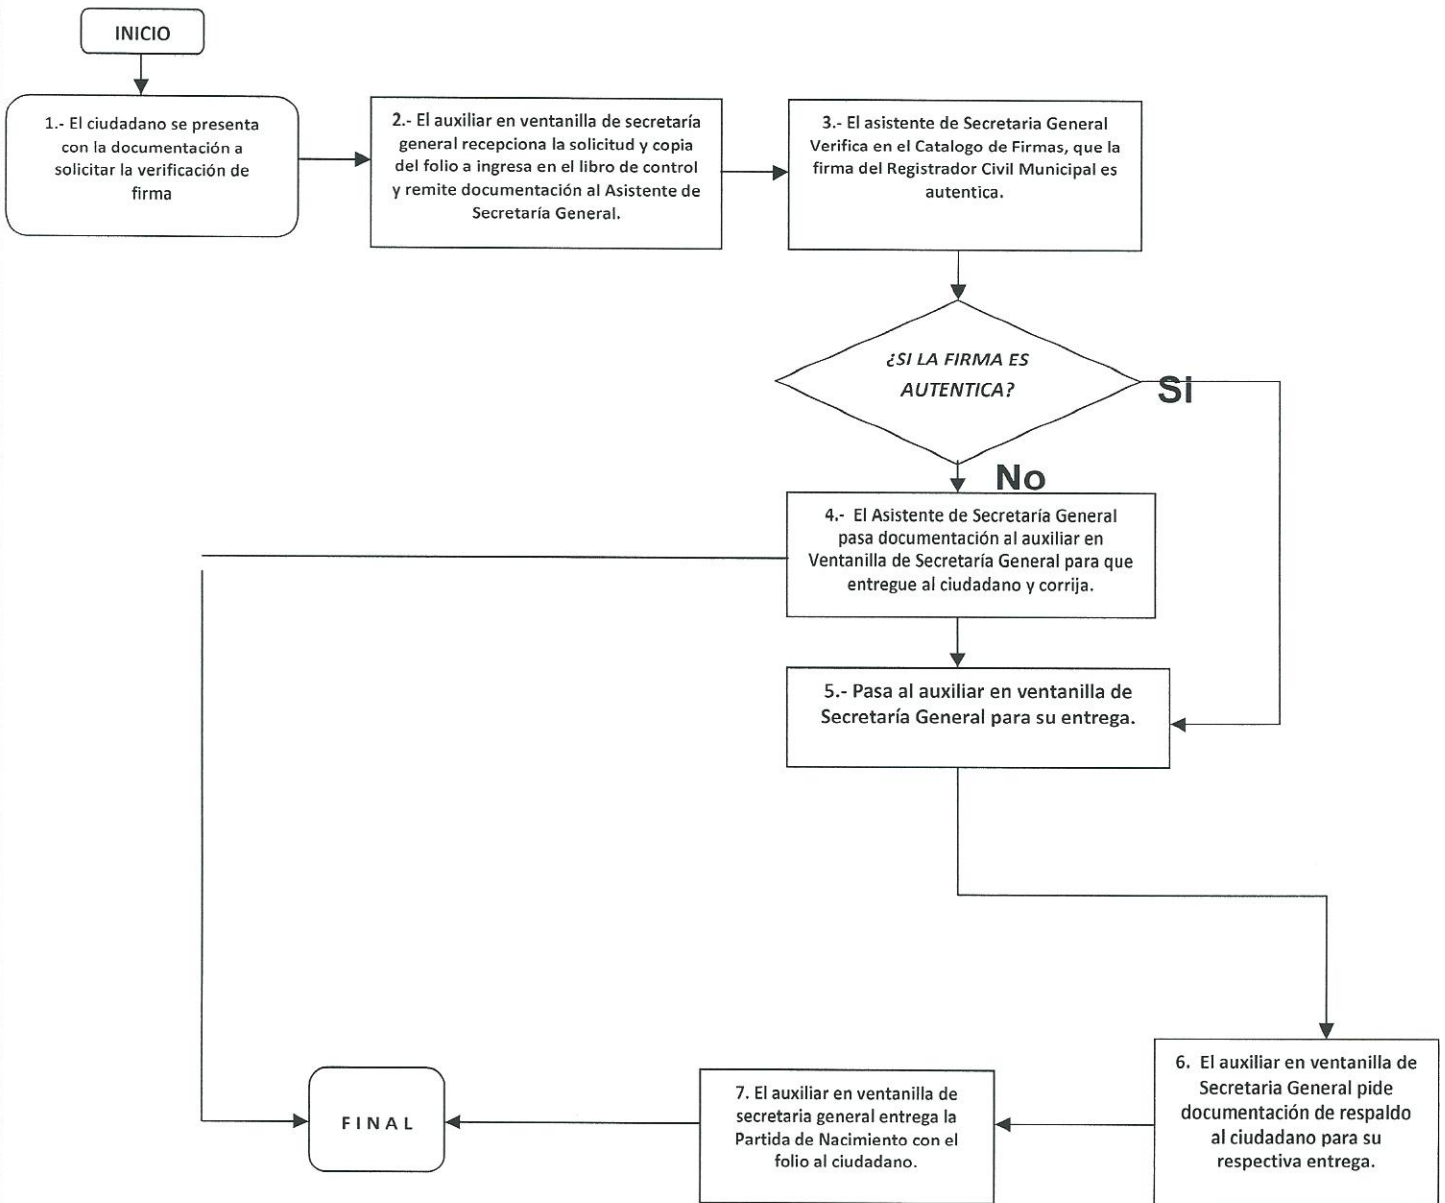 INICIO
1.- El ciudadano se presenta
con la documentación a
solicitar la verificación de
firma
2.- El auxiliar en ventanilla de secretaría
general recepciona la solicitud y copia
del folio a ingresa en el libro de control
y remite documentación al Asistente de
Secretaría General.
3.- El asistente de Secretaria General
Verifica en el Catalogo de Firmas, que la
firma del Registrador Civil Municipal es
autentica.
¿SI LA FIRMA ES
AUTENTICA?
Si
No
4.- El Asistente de Secretaría General
pasa documentación al auxiliar en
Ventanilla de Secretaría General para que
entregue al ciudadano y corrija.
5.- Pasa al auxiliar en ventanilla de
Secretaría General para su entrega.
6. El auxiliar en ventanilla de
Secretaria General pide
documentación de respaldo
al ciudadano para su
respectiva entrega.
7. El auxiliar en ventanilla de
secretaria general entrega la
Partida de Nacimiento con el
folio al ciudadano.
FINAL